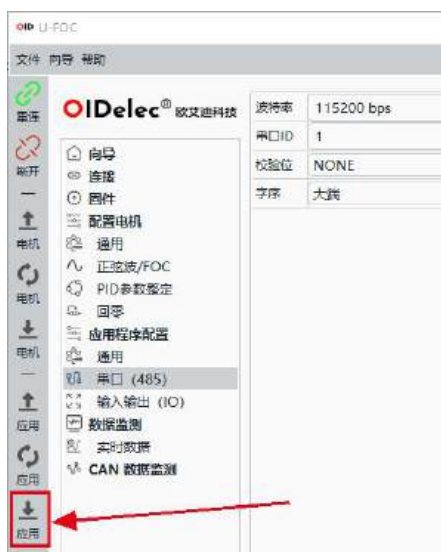 OID U-FOC
文件 向导 帮助
重连
断开
电机
电机
电机
应用
应用
应用
OIDelec® 欧艾迪科技
向导
连接
固件
配置电机
通用
正弦波/FOC
PID参数整定
回零
应用程序配置
通用
串口 (485)
输入输出 (IO)
数据监测
实时数据
CAN 数据监测
波特率 115200 bps
串口ID 1
校验位 NONE
字序 大端